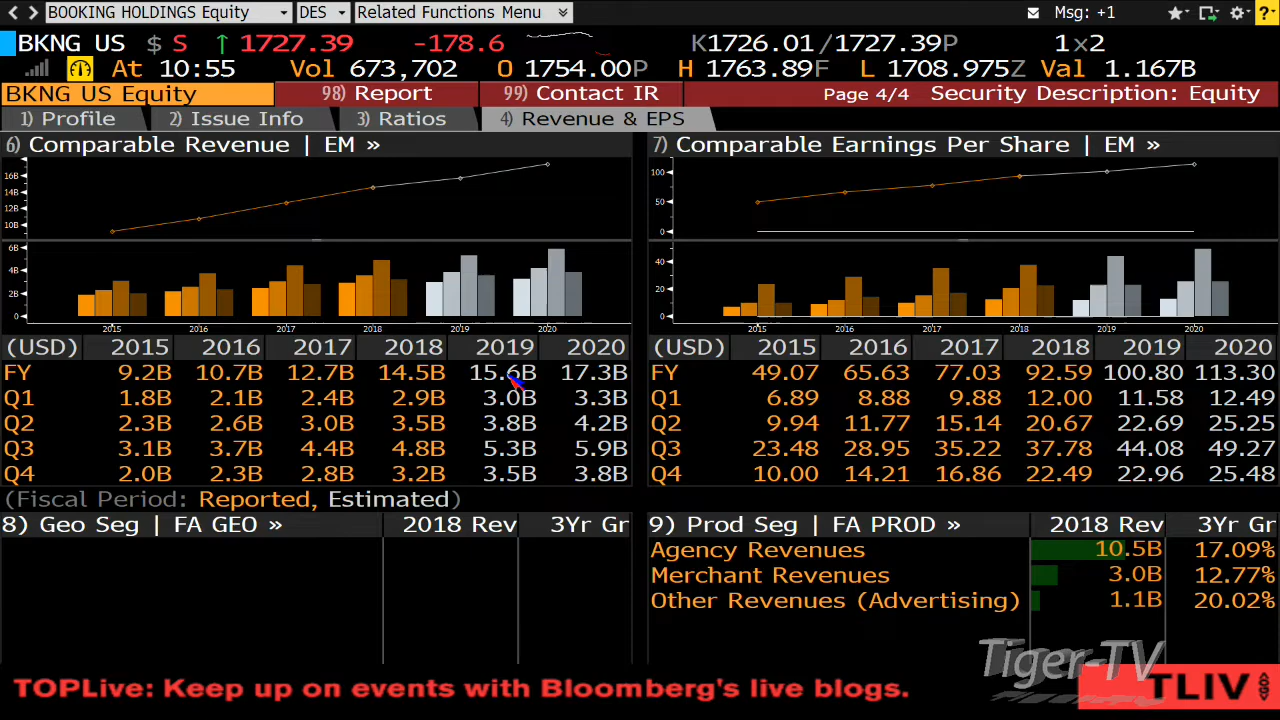 BOOKING HOLDINGS Equity DES Related Functions Menu Msg: +1 ?
BKNG US $ S ↑ 1727.39 -178.6 K1726.01/1727.39P 1×2
At 10:55 Vol 673,702 O 1754.00P H 1763.89F L 1708.975Z Val 1.167B
BKNG US Equity 98) Report 99) Contact IR Page 4/4 Security Description: Equity
1) Profile 2) Issue Info 3) Ratios 4) Revenue & EPS
6) Comparable Revenue | EM » 7) Comparable Earnings Per Share | EM »
16B
14B
12B
10B
100
50
0
6B
4B
2B
0
40
20
0
2015 2016 2017 2018 2019 2020 2015 2016 2017 2018 2019 2020
(USD) 2015 2016 2017 2018 2019 2020 (USD) 2015 2016 2017 2018 2019 2020
FY 9.2B 10.7B 12.7B 14.5B 15.6B 17.3B FY 49.07 65.63 77.03 92.59 100.80 113.30
Q1 1.8B 2.1B 2.4B 2.9B 3.0B 3.3B Q1 6.89 8.88 9.88 12.00 11.58 12.49
Q2 2.3B 2.6B 3.0B 3.5B 3.8B 4.2B Q2 9.94 11.77 15.14 20.67 22.69 25.25
Q3 3.1B 3.7B 4.4B 4.8B 5.3B 5.9B Q3 23.48 28.95 35.22 37.78 44.08 49.27
Q4 2.0B 2.3B 2.8B 3.2B 3.5B 3.8B Q4 10.00 14.21 16.86 22.49 22.96 25.48
(Fiscal Period: Reported, Estimated)
8) Geo Seg | FA GEO » 2018 Rev 3Yr Gr 9) Prod Seg | FA PROD » 2018 Rev 3Yr Gr
Agency Revenues 10.5B 17.09%
Merchant Revenues 3.0B 12.77%
Other Revenues (Advertising) 1.1B 20.02%
Tiger-TV
TOPLive: Keep up on events with Bloomberg's live blogs. TLIV